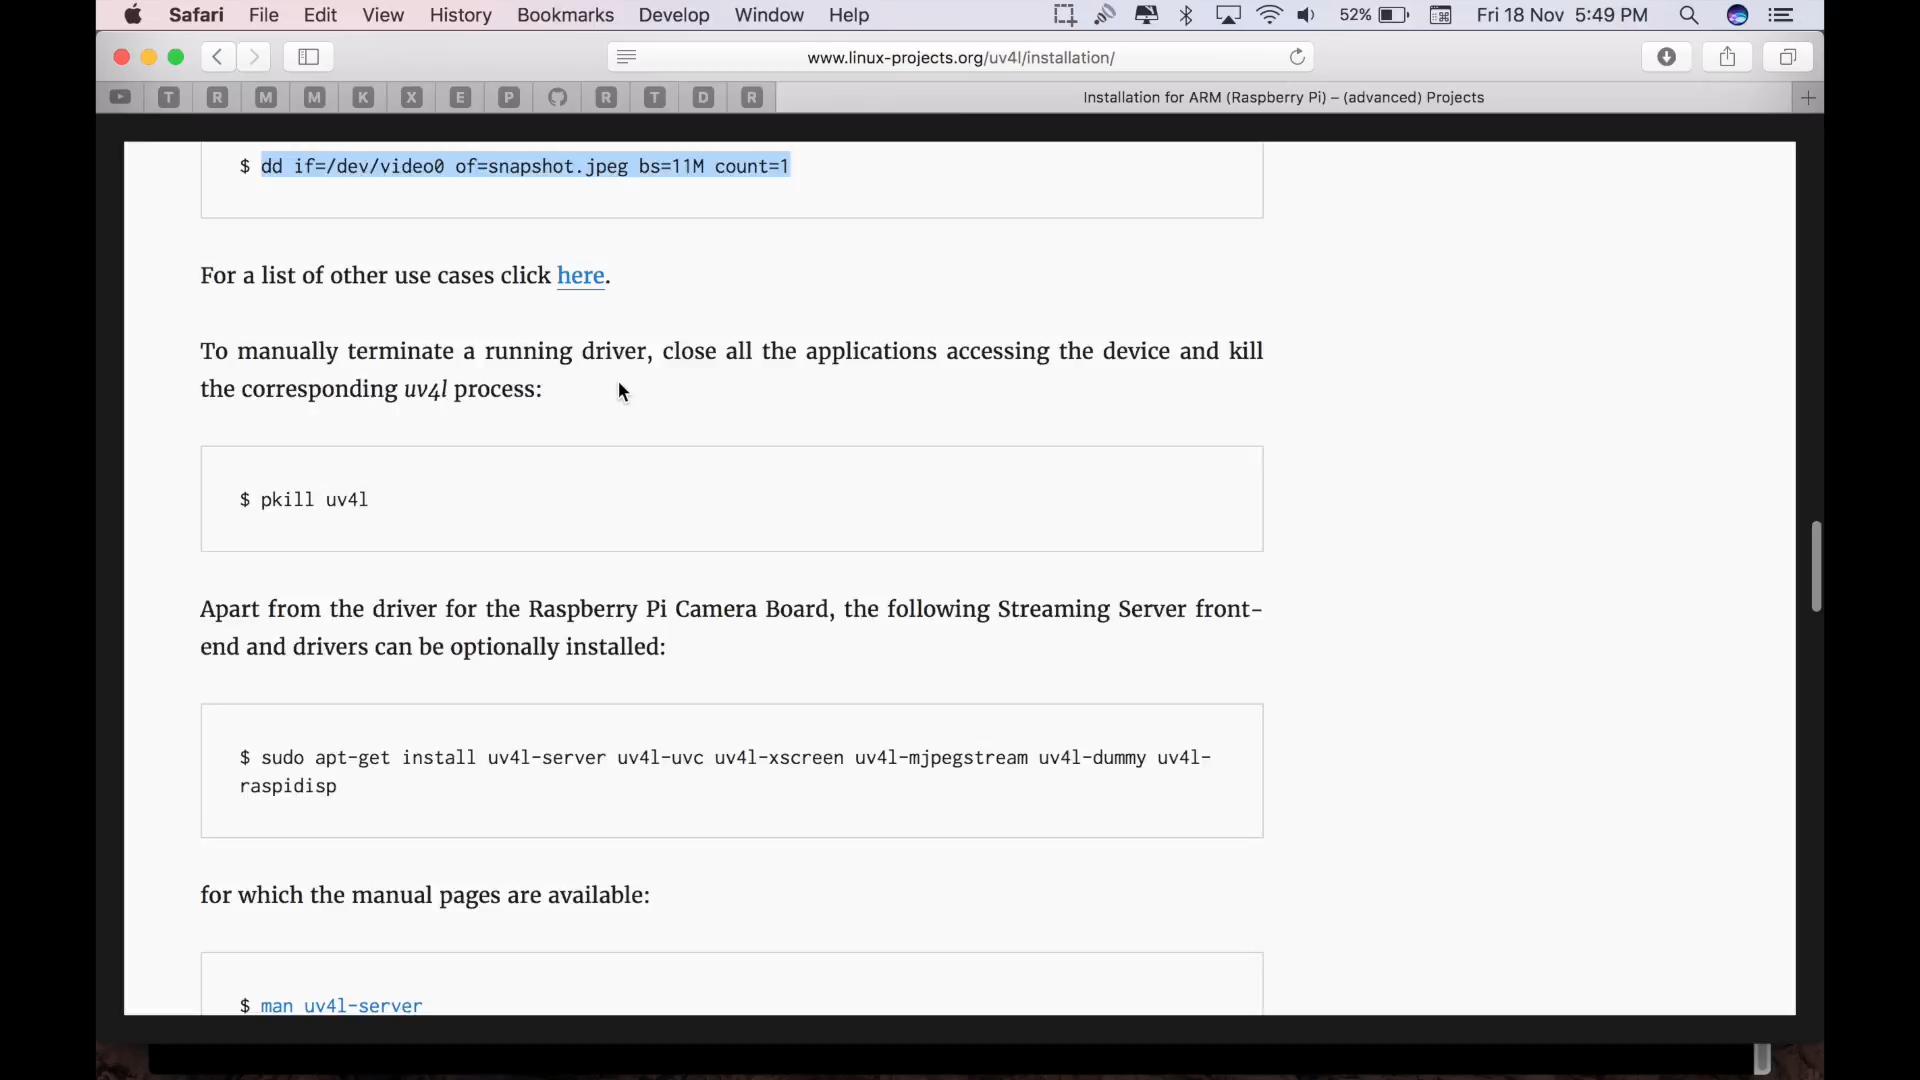 Safari File Edit View History Bookmarks Develop Window Help 52% Fri 18 Nov 5:49 PM
www.linux-projects.org/uv4l/installation/
T R M M K X E P R T D R Installation for ARM (Raspberry Pi) – (advanced) Projects
$ dd if=/dev/video0 of=snapshot.jpeg bs=11M count=1
For a list of other use cases click here.
To manually terminate a running driver, close all the applications accessing the device and kill
the corresponding uv4l process:
$ pkill uv4l
Apart from the driver for the Raspberry Pi Camera Board, the following Streaming Server front-
end and drivers can be optionally installed:
$ sudo apt-get install uv4l-server uv4l-uvc uv4l-xscreen uv4l-mjpegstream uv4l-dummy uv4l-
raspidisp
for which the manual pages are available:
$ man uv4l-server